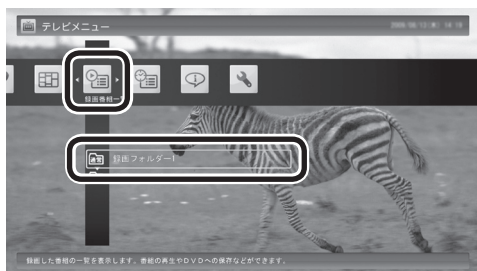 テレビメニュー
録画番組一
録画フォルダー1
録画した番組の一覧を表示します。番組の再生やDVDへの保存などができます。